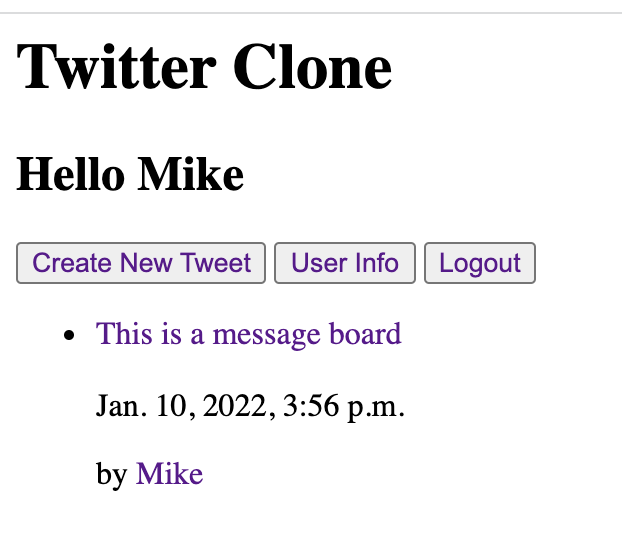 Twitter Clone
Hello Mike
Create New Tweet User Info Logout
This is a message board
Jan. 10, 2022, 3:56 p.m.
by Mike